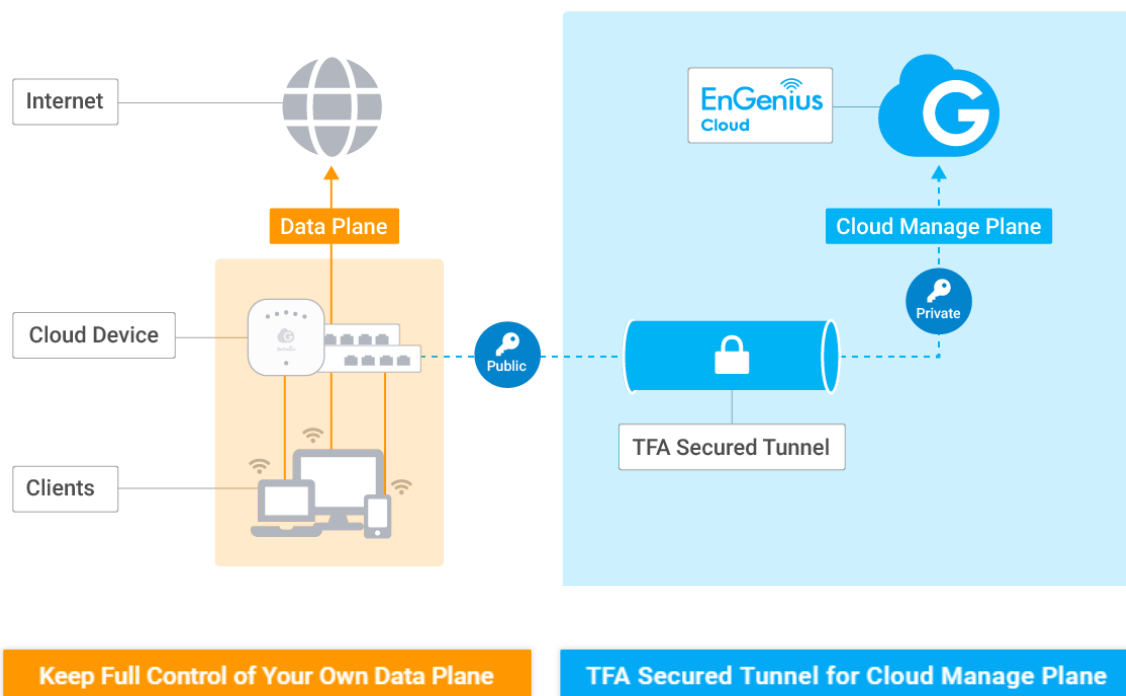 Internet
EnGenius
Cloud
G
Data Plane
Cloud Manage Plane
Private
Cloud Device
Public
TFA Secured Tunnel
Clients
Keep Full Control of Your Own Data Plane
TFA Secured Tunnel for Cloud Manage Plane